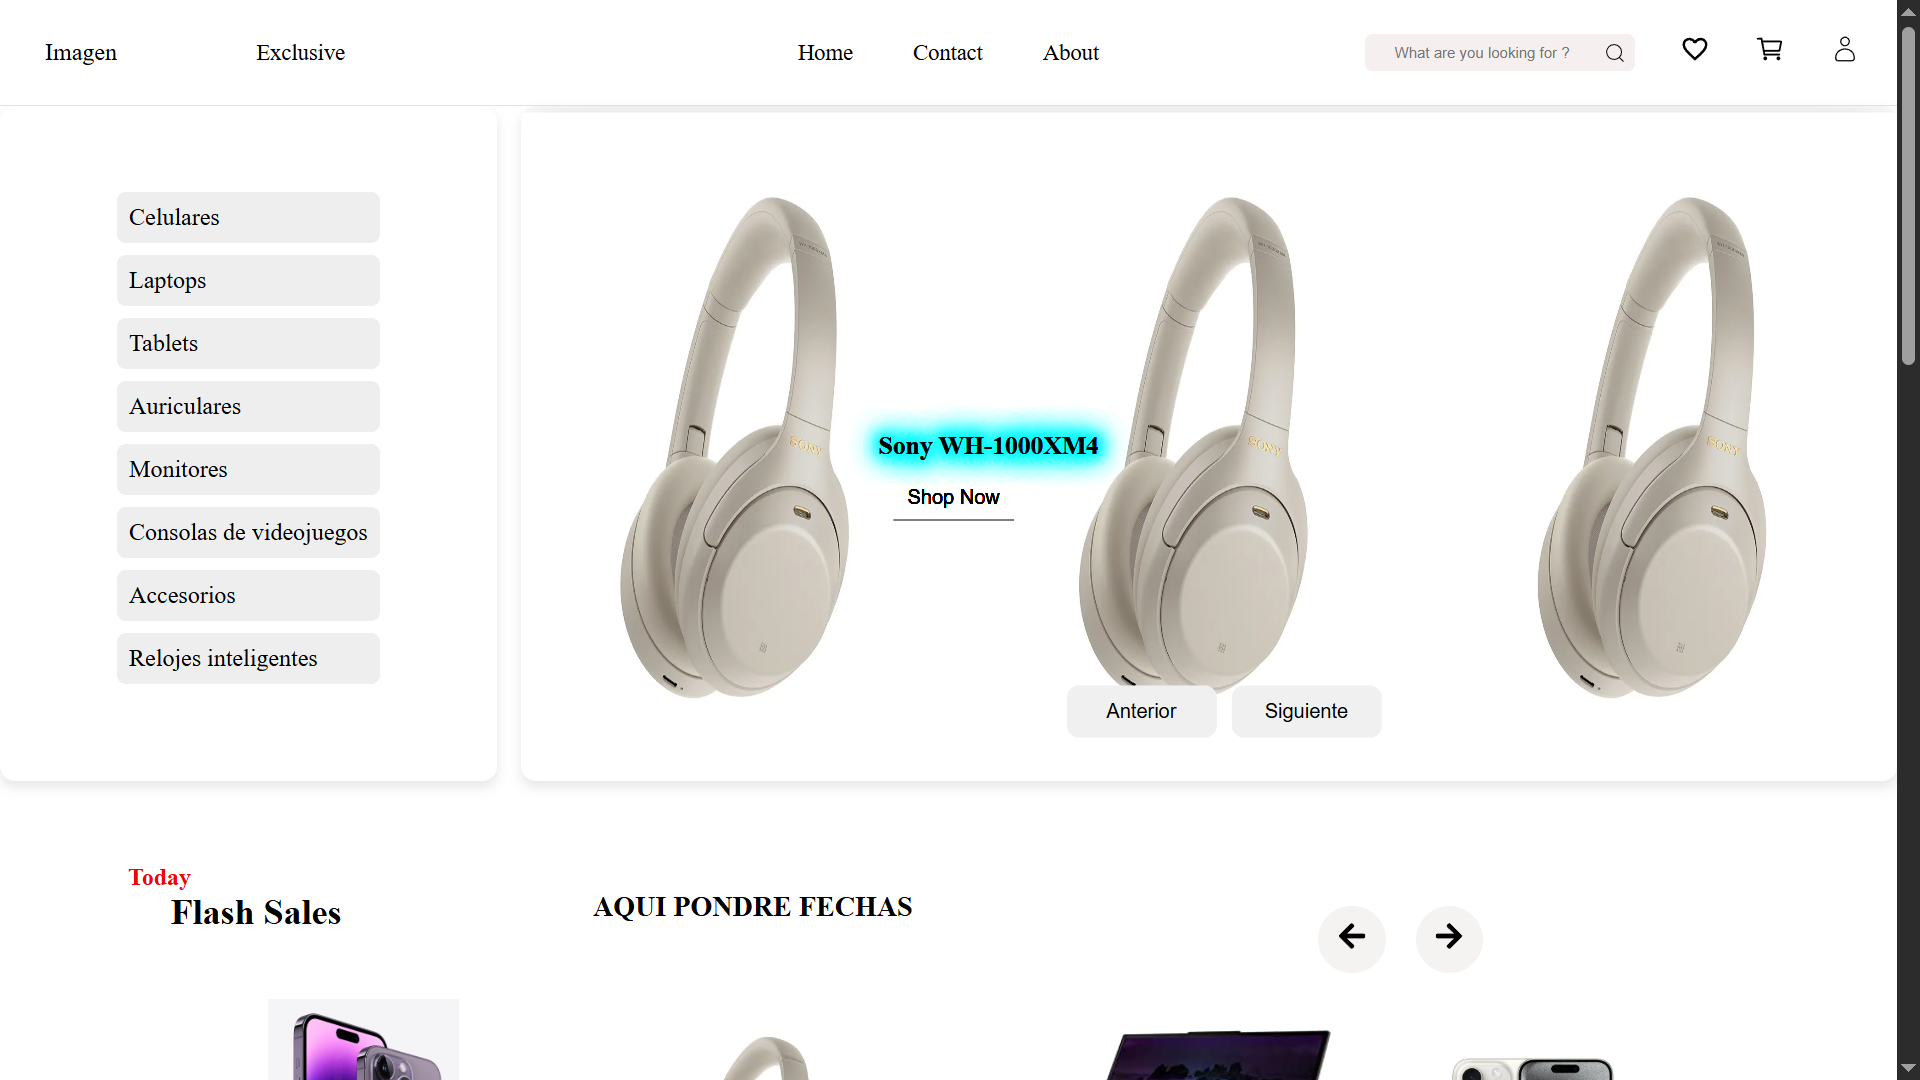 Imagen
Exclusive
Home
Contact
About
What are you looking for ?
Celulares
Laptops
Tablets
Auriculares
Monitores
Consolas de videojuegos
Accesorios
Relojes inteligentes
SONY
Sony WH-1000XM4
Shop Now
SONY
SONY
Anterior
Siguiente
Today
Flash Sales
AQUI PONDRE FECHAS